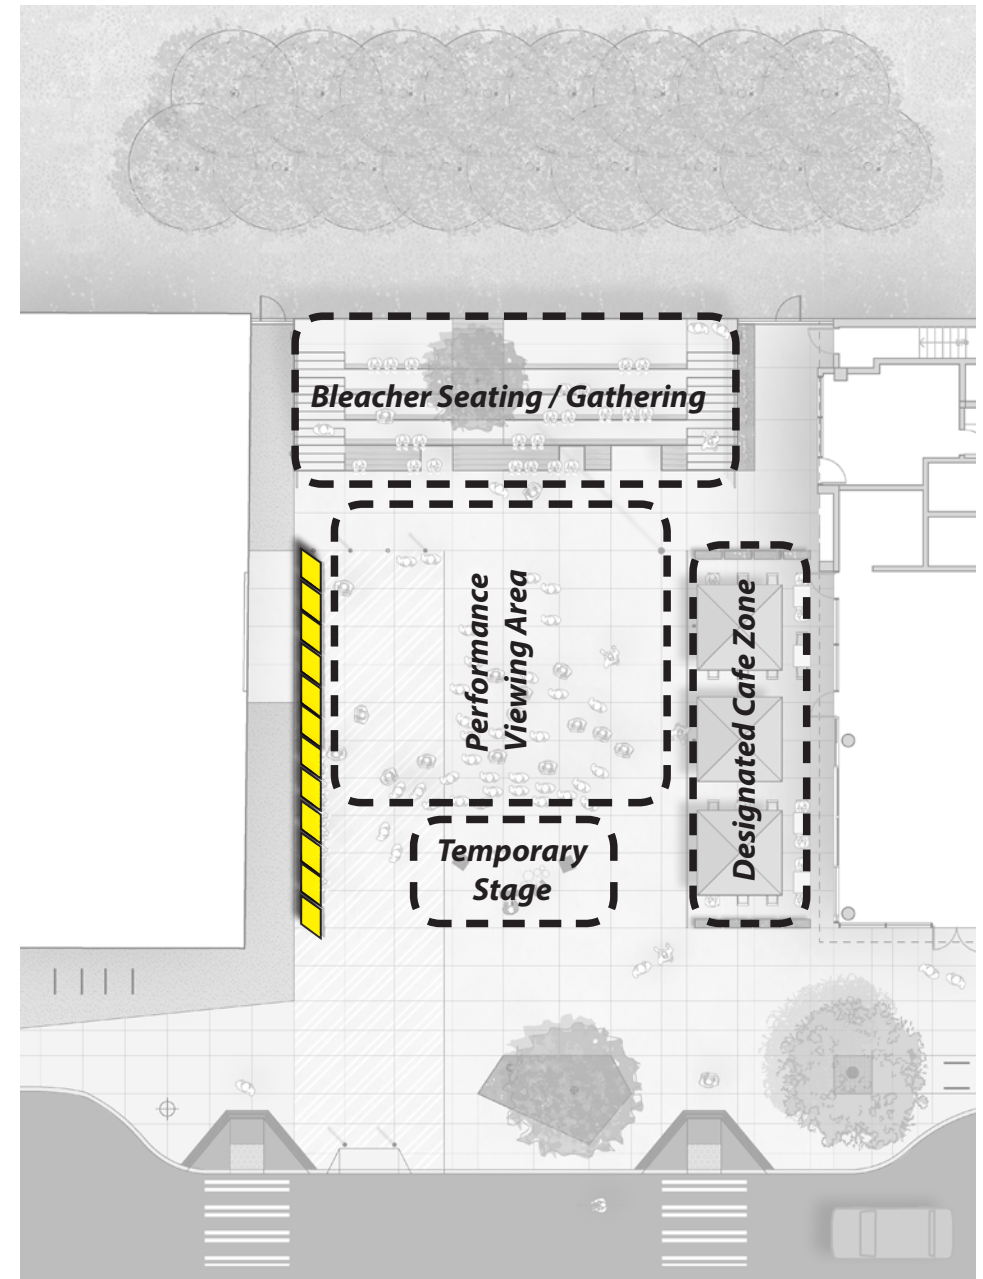 Bleacher Seating / Gathering
Performance
Viewing Area
Designated Cafe Zone
Temporary
Stage